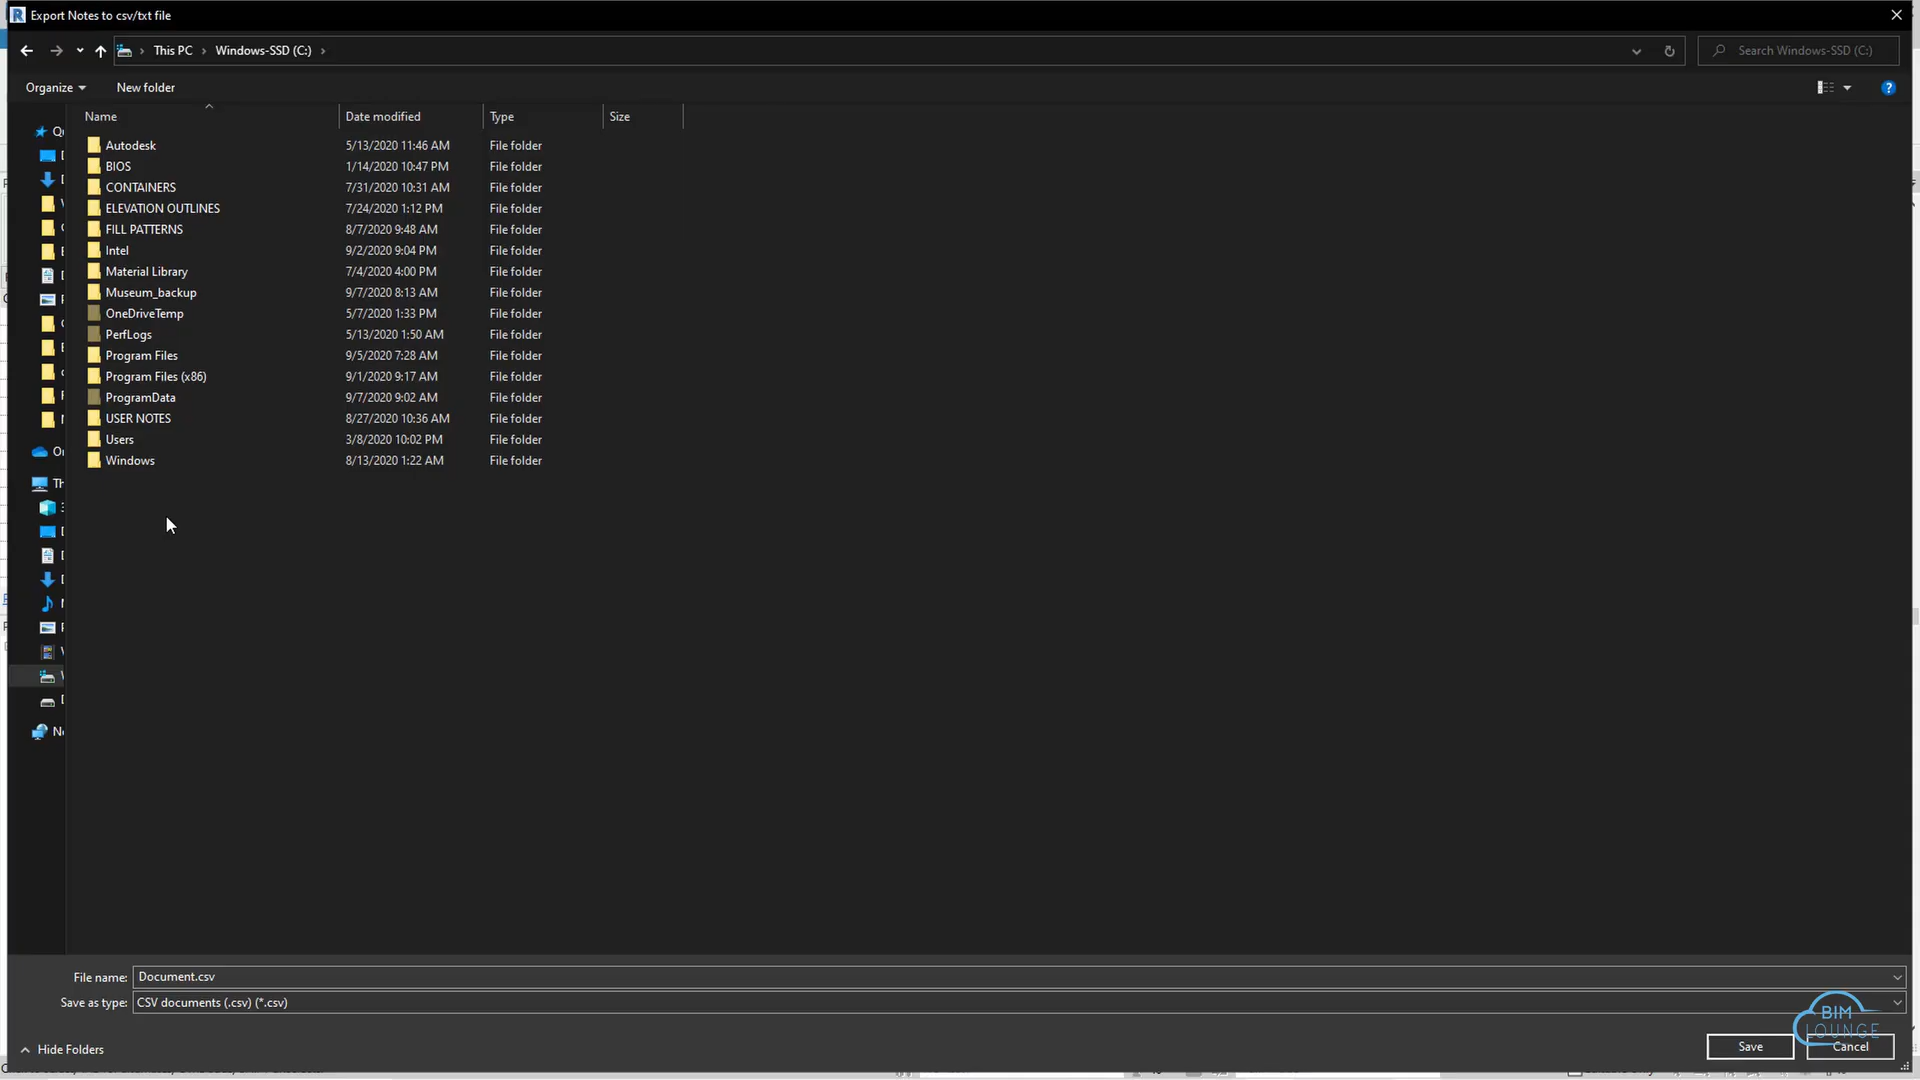 Export Notes to csv/txt file
This PC > Windows-SSD (C:) >
Search Windows-SSD (C:)
Organize
New folder
Name Date modified Type Size
Autodesk 5/13/2020 11:46 AM File folder
BIOS 1/14/2020 10:47 PM File folder
CONTAINERS 7/31/2020 10:31 AM File folder
ELEVATION OUTLINES 7/24/2020 1:12 PM File folder
FILL PATTERNS 8/7/2020 9:48 AM File folder
Intel 9/2/2020 9:04 PM File folder
Material Library 7/4/2020 4:00 PM File folder
Museum_backup 9/7/2020 8:13 AM File folder
OneDriveTemp 5/7/2020 1:33 PM File folder
PerfLogs 5/13/2020 1:50 AM File folder
Program Files 9/5/2020 7:28 AM File folder
Program Files (x86) 9/1/2020 9:17 AM File folder
ProgramData 9/7/2020 9:02 AM File folder
USER NOTES 8/27/2020 10:36 AM File folder
Users 3/8/2020 10:02 PM File folder
Windows 8/13/2020 1:22 AM File folder
File name: Document.csv
Save as type: CSV documents (.csv) (*.csv)
BIM
LOUNGE
Hide Folders
Save
Cancel